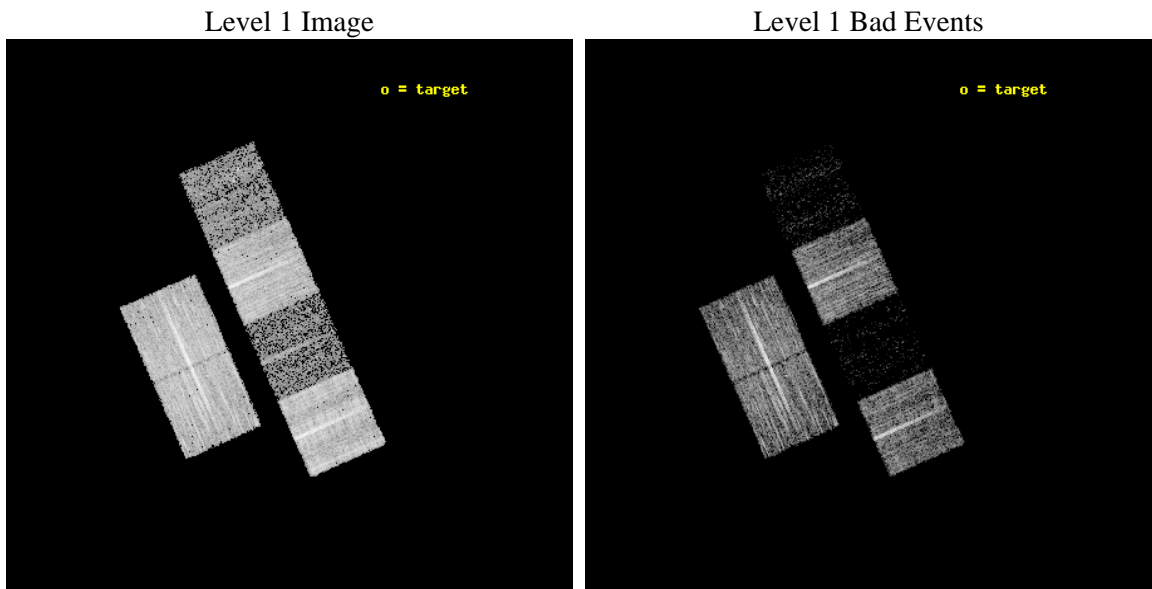 Level 1 Image
Level 1 Bad Events
o = target
o = target